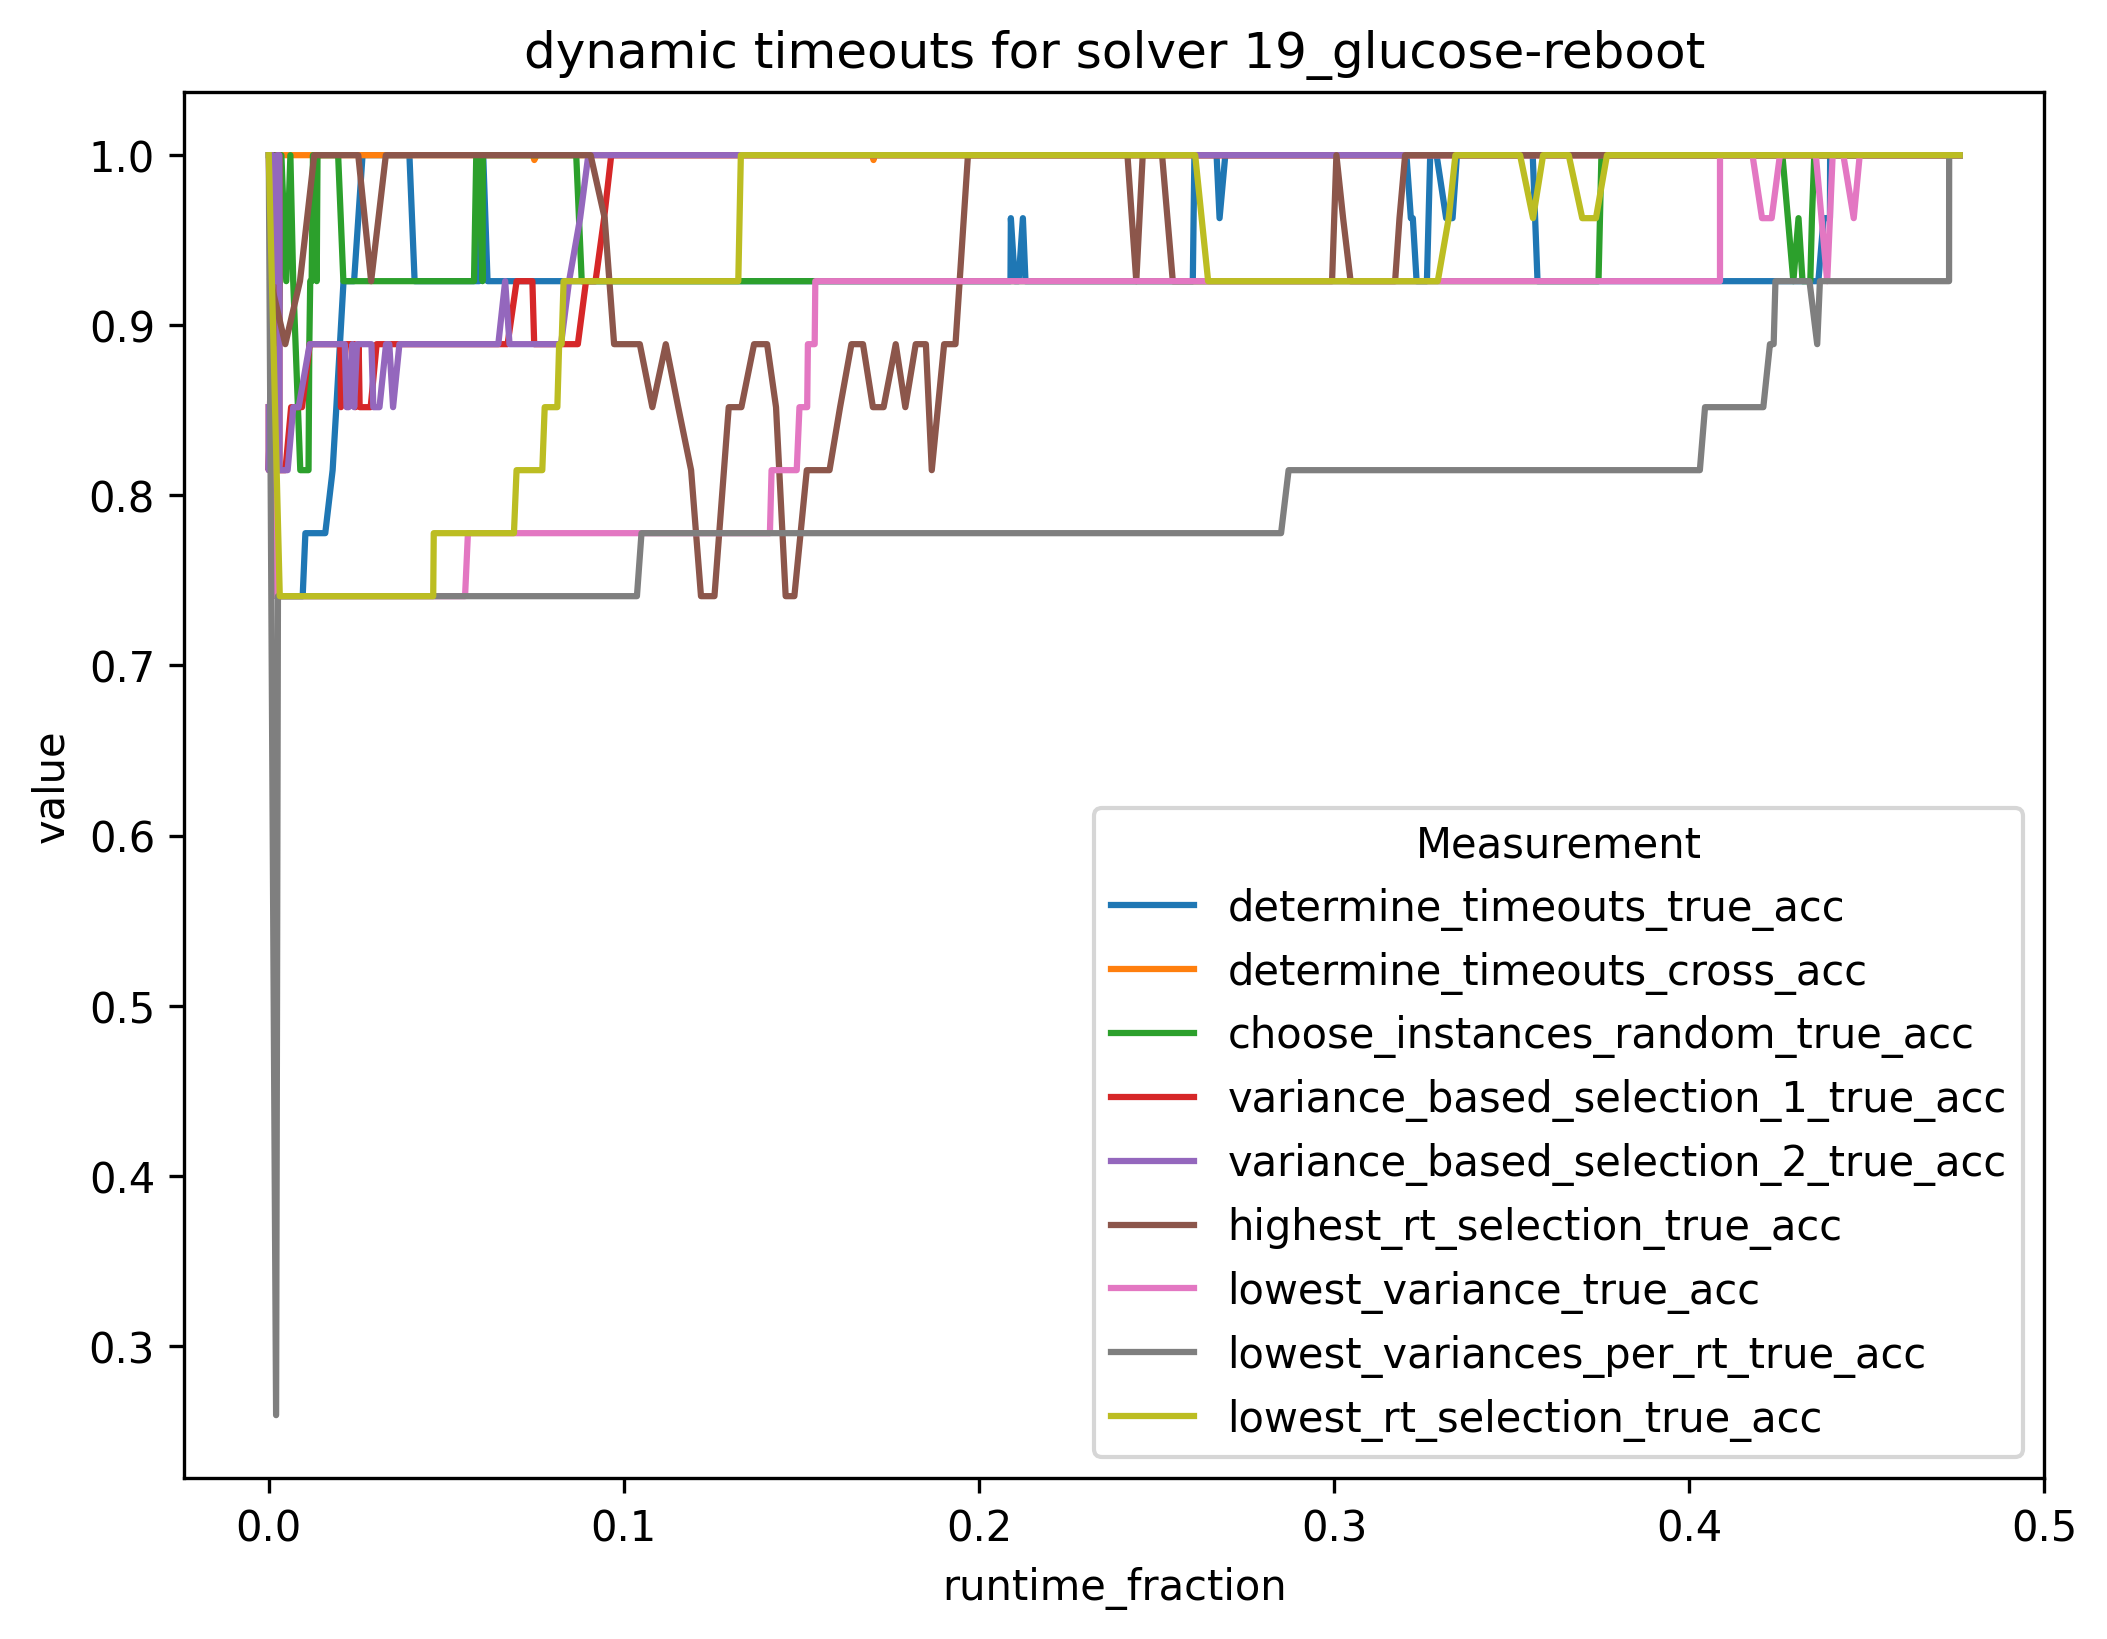 dynamic timeouts for solver 19_glucose-reboot
value
1.0
0.9
0.8
0.7
0.6
0.5
0.4
0.3
Measurement
determine_timeouts_true_acc
determine_timeouts_cross_acc
choose_instances_random_true_acc
variance_based_selection_1_true_acc
variance_based_selection_2_true_acc
highest_rt_selection_true_acc
lowest_variance_true_acc
lowest_variances_per_rt_true_acc
lowest_rt_selection_true_acc
0.0 0.1 0.2 0.3 0.4 0.5
runtime_fraction